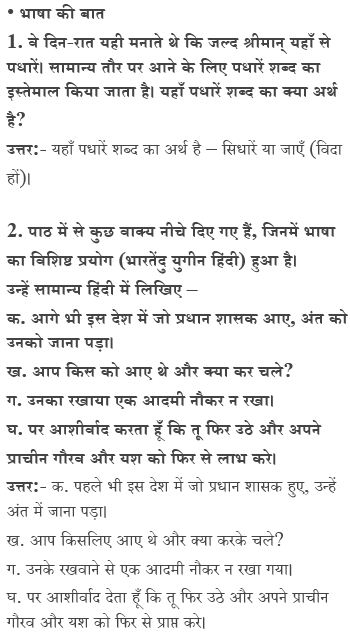 • भाषा की बात
1. वे दिन-रात यही मनाते थे कि जल्द श्रीमान् यहाँ से
पधारें। सामान्य तौर पर आने के लिए पधारें शब्द का
इस्तेमाल किया जाता है। यहाँ पधारें शब्द का क्या अर्थ
है?
उत्तर:- यहाँ पधारें शब्द का अर्थ है – सिधारें या जाएँ (विदा
हों)।
2. पाठ में से कुछ वाक्य नीचे दिए गए हैं, जिनमें भाषा
का विशिष्ट प्रयोग (भारतेंदु युगीन हिंदी) हुआ है।
उन्हें सामान्य हिंदी में लिखिए –
क. आगे भी इस देश में जो प्रधान शासक आए, अंत को
उनको जाना पड़ा।
ख. आप किस को आए थे और क्या कर चले?
ग. उनका रखाया एक आदमी नौकर न रखा।
घ. पर आशीर्वाद करता हूँ कि तू फिर उठे और अपने
प्राचीन गौरव और यश को फिर से लाभ करे।
उत्तर:- क. पहले भी इस देश में जो प्रधान शासक हुए, उन्हें
अंत में जाना पड़ा।
ख. आप किसलिए आए थे और क्या करके चले?
ग. उनके रखवाने से एक आदमी नौकर न रखा गया।
घ. पर आशीर्वाद देता हूँ कि तू फिर उठे और अपने प्राचीन
गौरव और यश को फिर से प्राप्त करे।